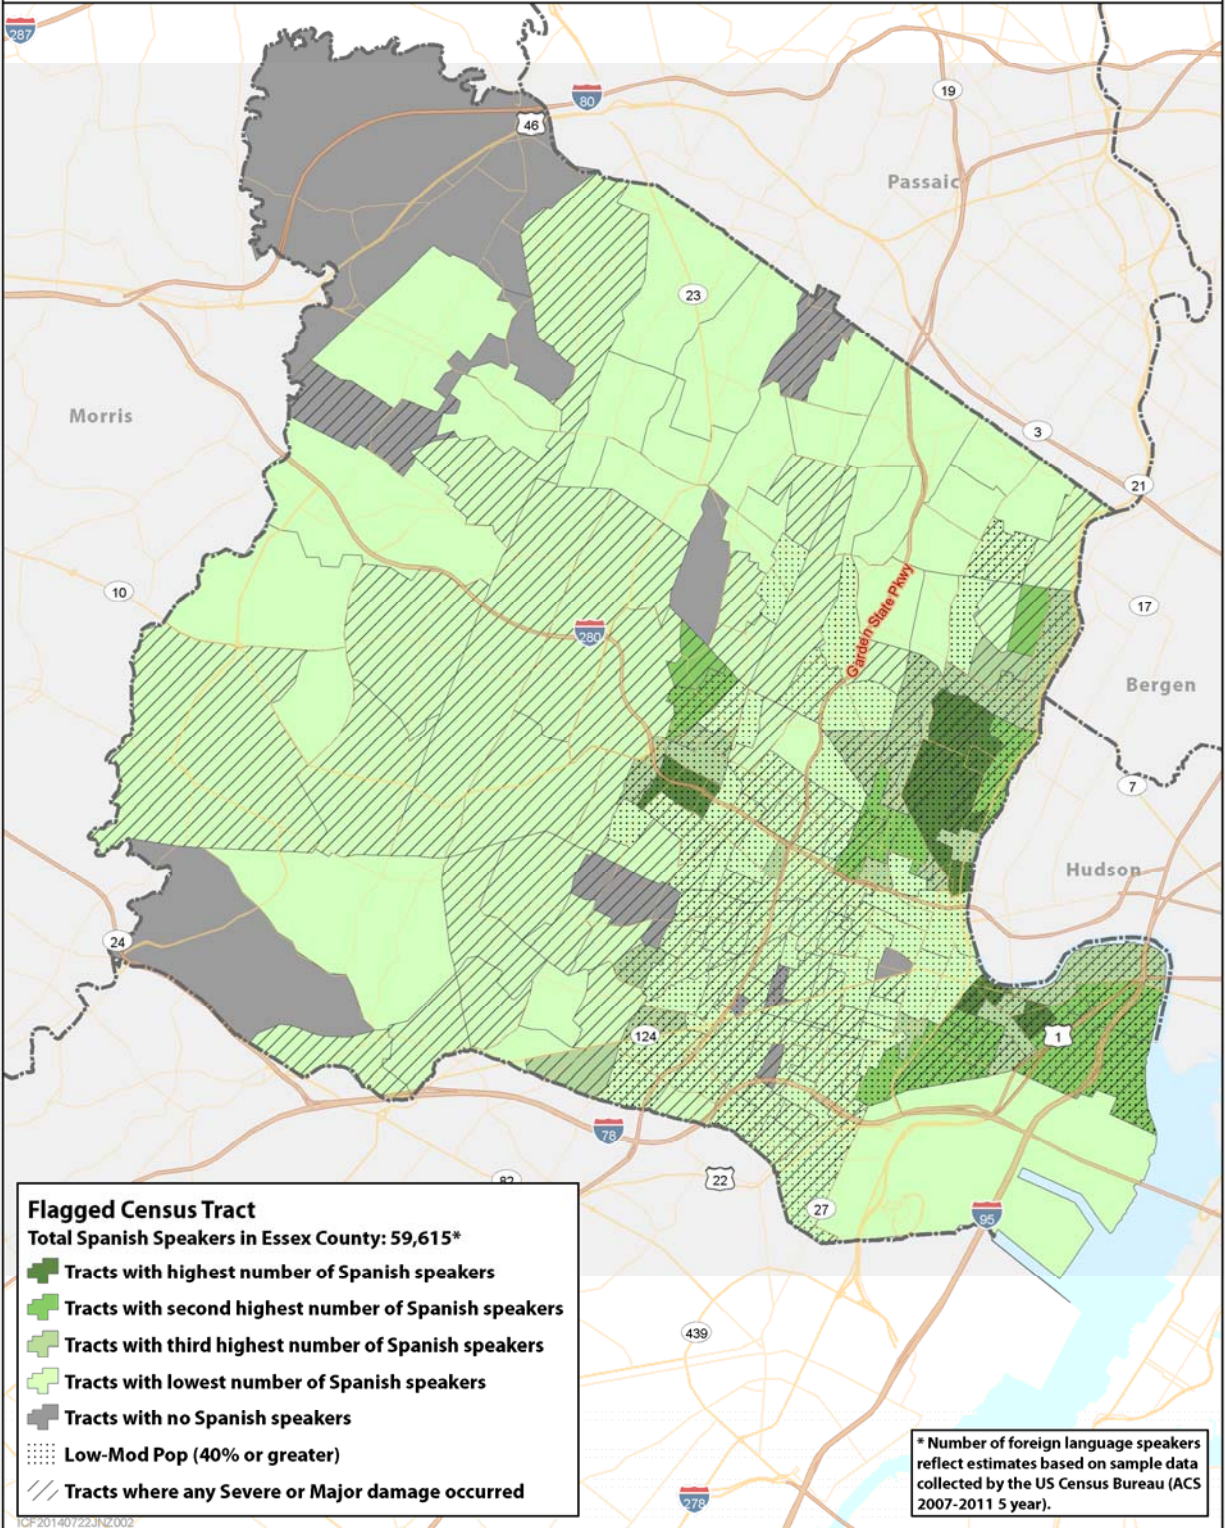 287
80
19
46
Passaic
23
Morris
3
21
10
17
Garden State Pkwy
280
Bergen
7
Hudson
24
124
1
78
82
22
27
95
Flagged Census Tract
Total Spanish Speakers in Essex County: 59,615*
Tracts with highest number of Spanish speakers
Tracts with second highest number of Spanish speakers
Tracts with third highest number of Spanish speakers
Tracts with lowest number of Spanish speakers
Tracts with no Spanish speakers
Low-Mod Pop (40% or greater)
Tracts where any Severe or Major damage occurred
439
* Number of foreign language speakers
reflect estimates based on sample data
collected by the US Census Bureau (ACS
2007-2011 5 year).
278
ICF20140722JNZ002